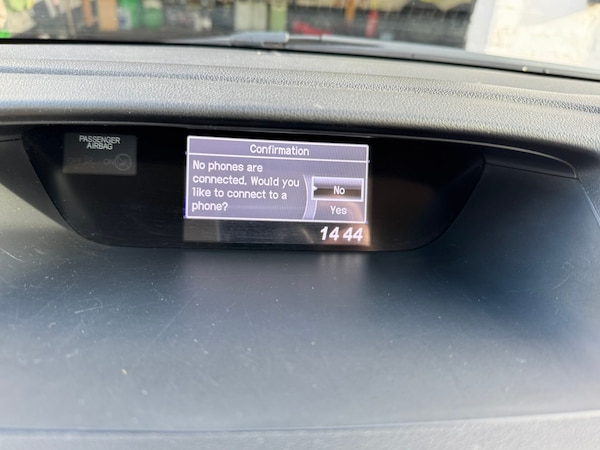 PASSENGER
AIRBAG
Confirmation
No phones are
connected. Would you
like to connect to a
phone?
No
Yes
14 44